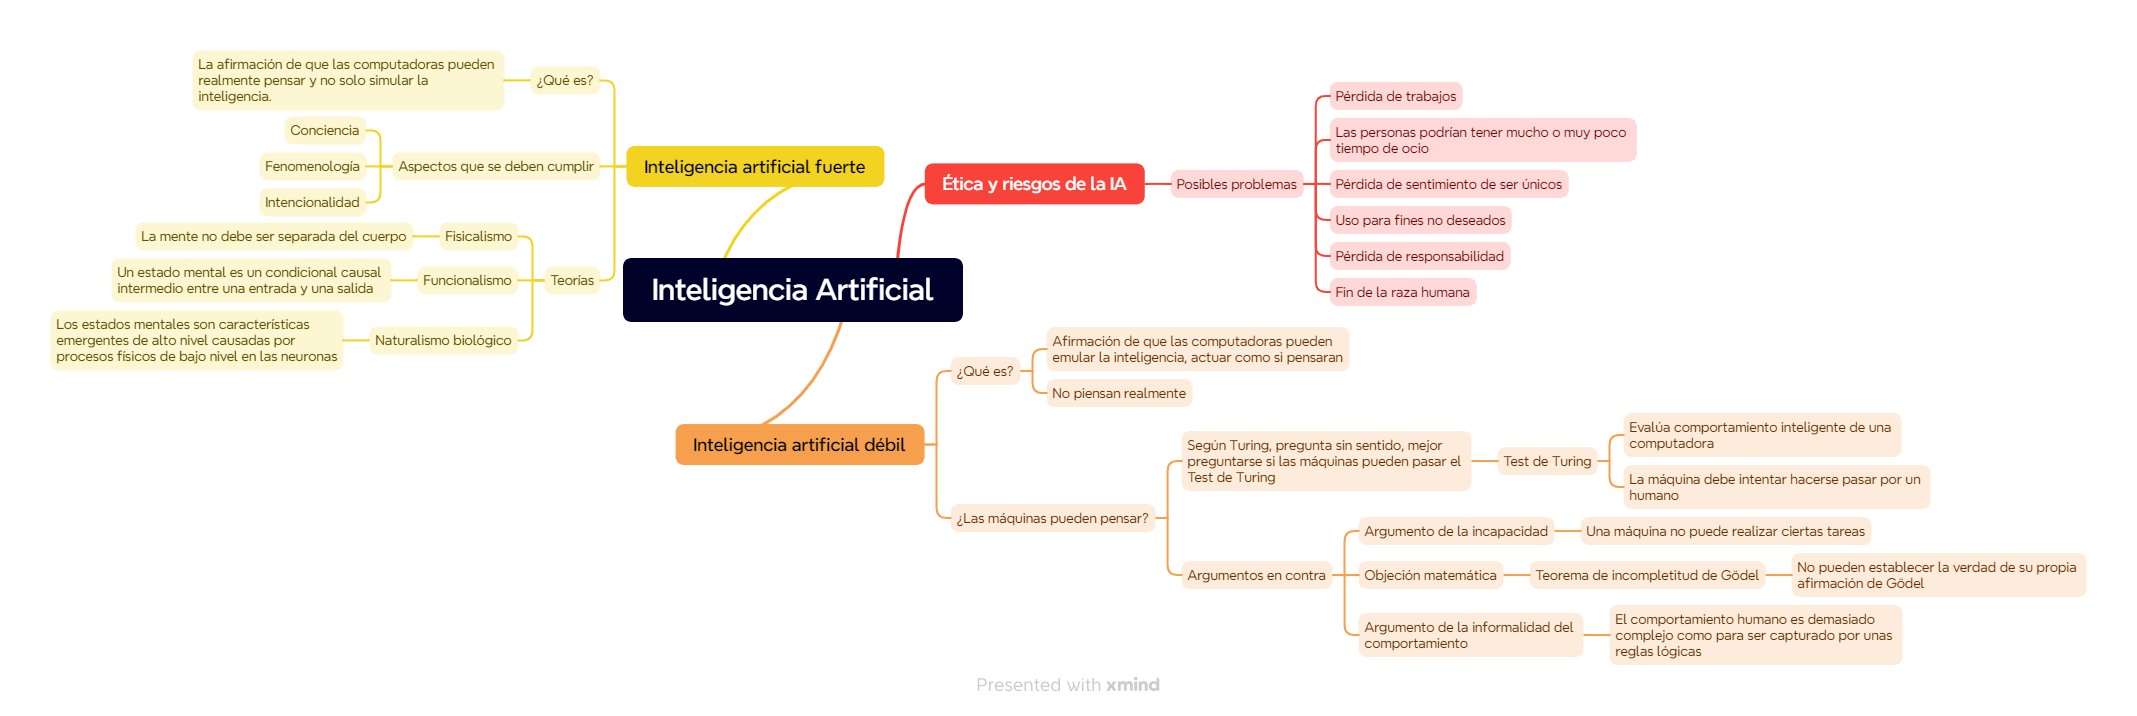 Inteligencia Artificial
Inteligencia artificial fuerte
¿Qué es?
La afirmación de que las computadoras pueden
realmente pensar y no solo simular la
inteligencia.
Aspectos que se deben cumplir
Conciencia
Fenomenología
Intencionalidad
Teorías
Fisicalismo
La mente no debe ser separada del cuerpo
Funcionalismo
Un estado mental es un condicional causal
intermedio entre una entrada y una salida
Naturalismo biológico
Los estados mentales son características
emergentes de alto nivel causadas por
procesos físicos de bajo nivel en las neuronas
Ética y riesgos de la IA
Posibles problemas
Pérdida de trabajos
Las personas podrían tener mucho o muy poco
tiempo de ocio
Pérdida de sentimiento de ser únicos
Uso para fines no deseados
Pérdida de responsabilidad
Fin de la raza humana
Inteligencia artificial débil
¿Qué es?
Afirmación de que las computadoras pueden
emular la inteligencia, actuar como si pensaran
No piensan realmente
¿Las máquinas pueden pensar?
Según Turing, pregunta sin sentido, mejor
preguntarse si las máquinas pueden pasar el
Test de Turing
Test de Turing
Evalúa comportamiento inteligente de una
computadora
La máquina debe intentar hacerse pasar por un
humano
Argumentos en contra
Argumento de la incapacidad
Una máquina no puede realizar ciertas tareas
Objeción matemática
Teorema de incompletitud de Gödel
No pueden establecer la verdad de su propia
afirmación de Gödel
Argumento de la informalidad del
comportamiento
El comportamiento humano es demasiado
complejo como para ser capturado por unas
reglas lógicas
Presented with xmind